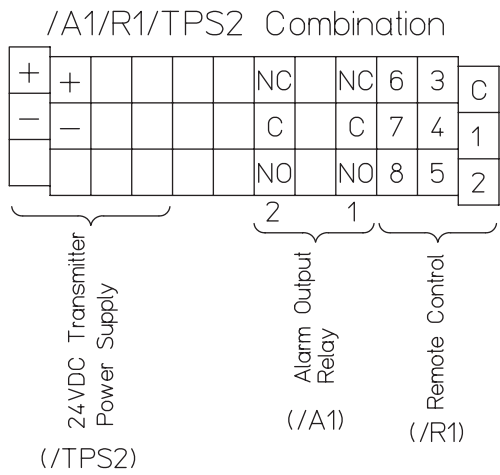 /A1/R1/TPS2 Combination
+ + NC NC 6 3 C
− − C C 7 4 1
NO NO 8 5 2
2 1
24VDC Transmitter
Power Supply
(/TPS2)
Alarm Output
Relay
(/A1)
Remote Control
(/R1)